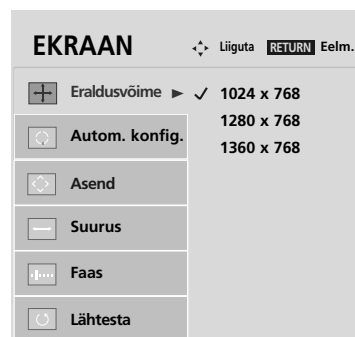 EKRAAN Liiguta RETURN Eelm.
Eraldusvõime ► ✓ 1024 x 768
1280 x 768
1360 x 768
Autom. konfig.
Asend
Suurus
Faas
Lähtesta